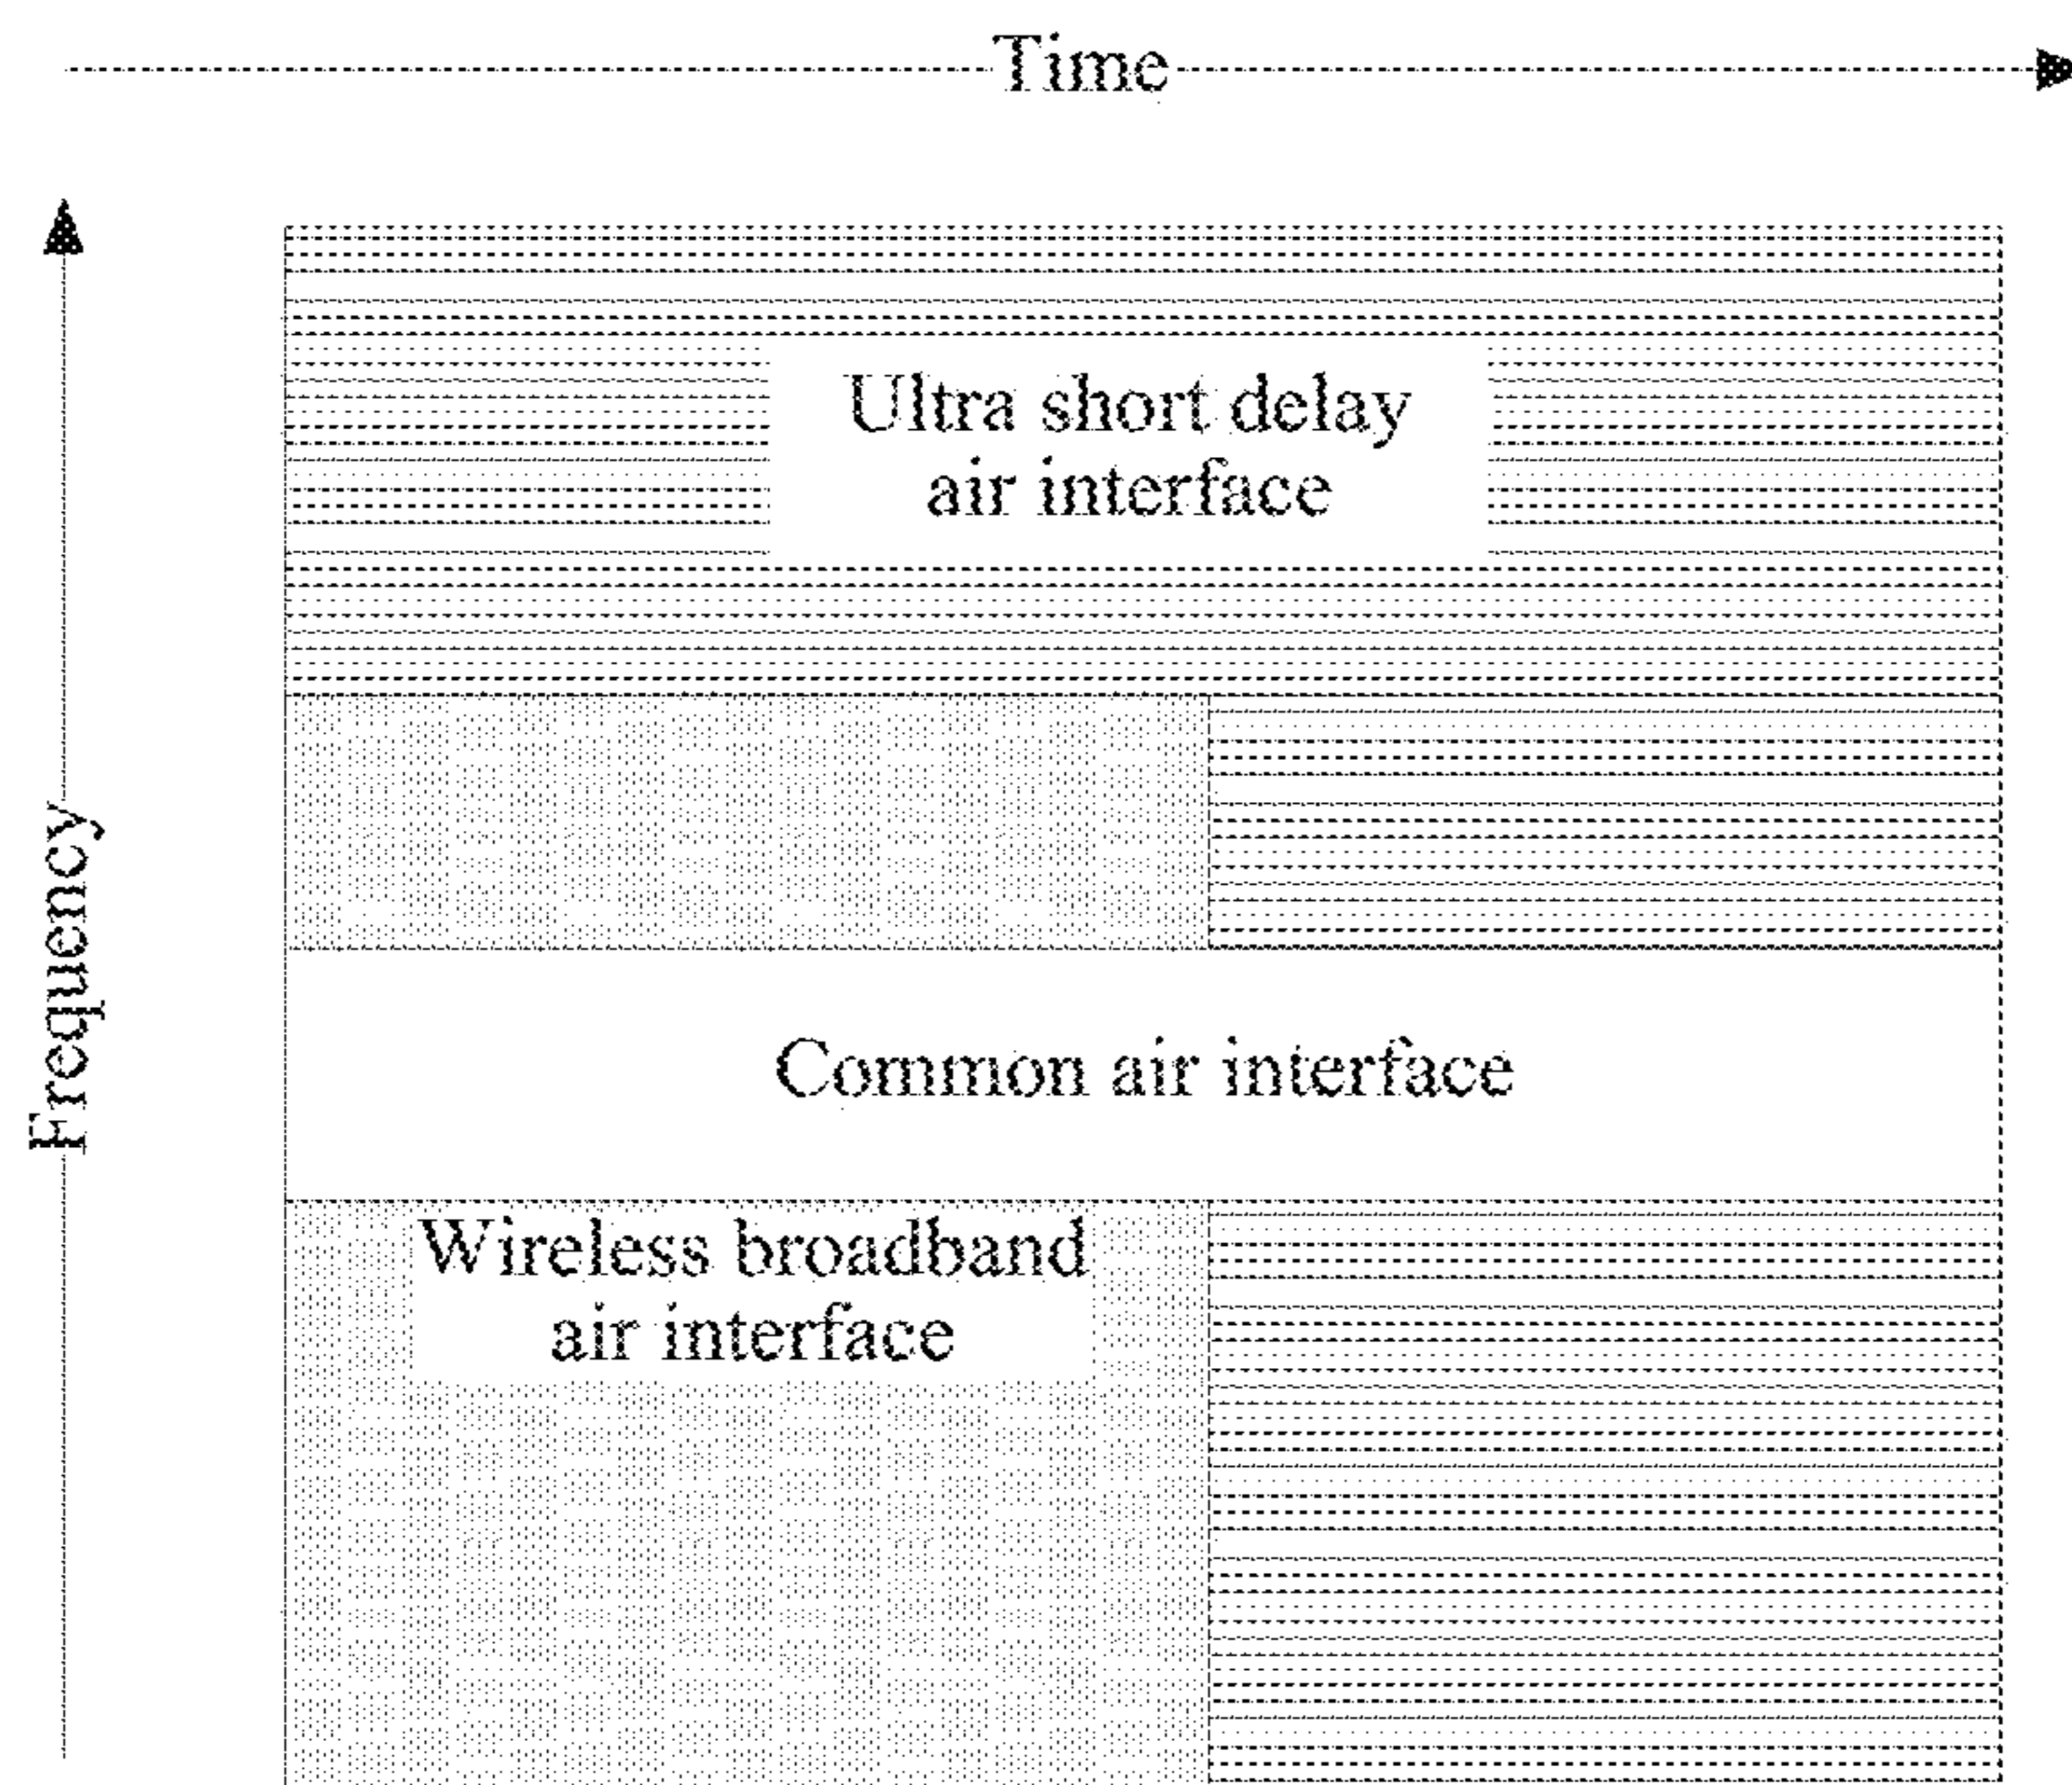 Time
Ultra short delay
air interface
Frequency
Common air interface
Wireless broadband
air interface